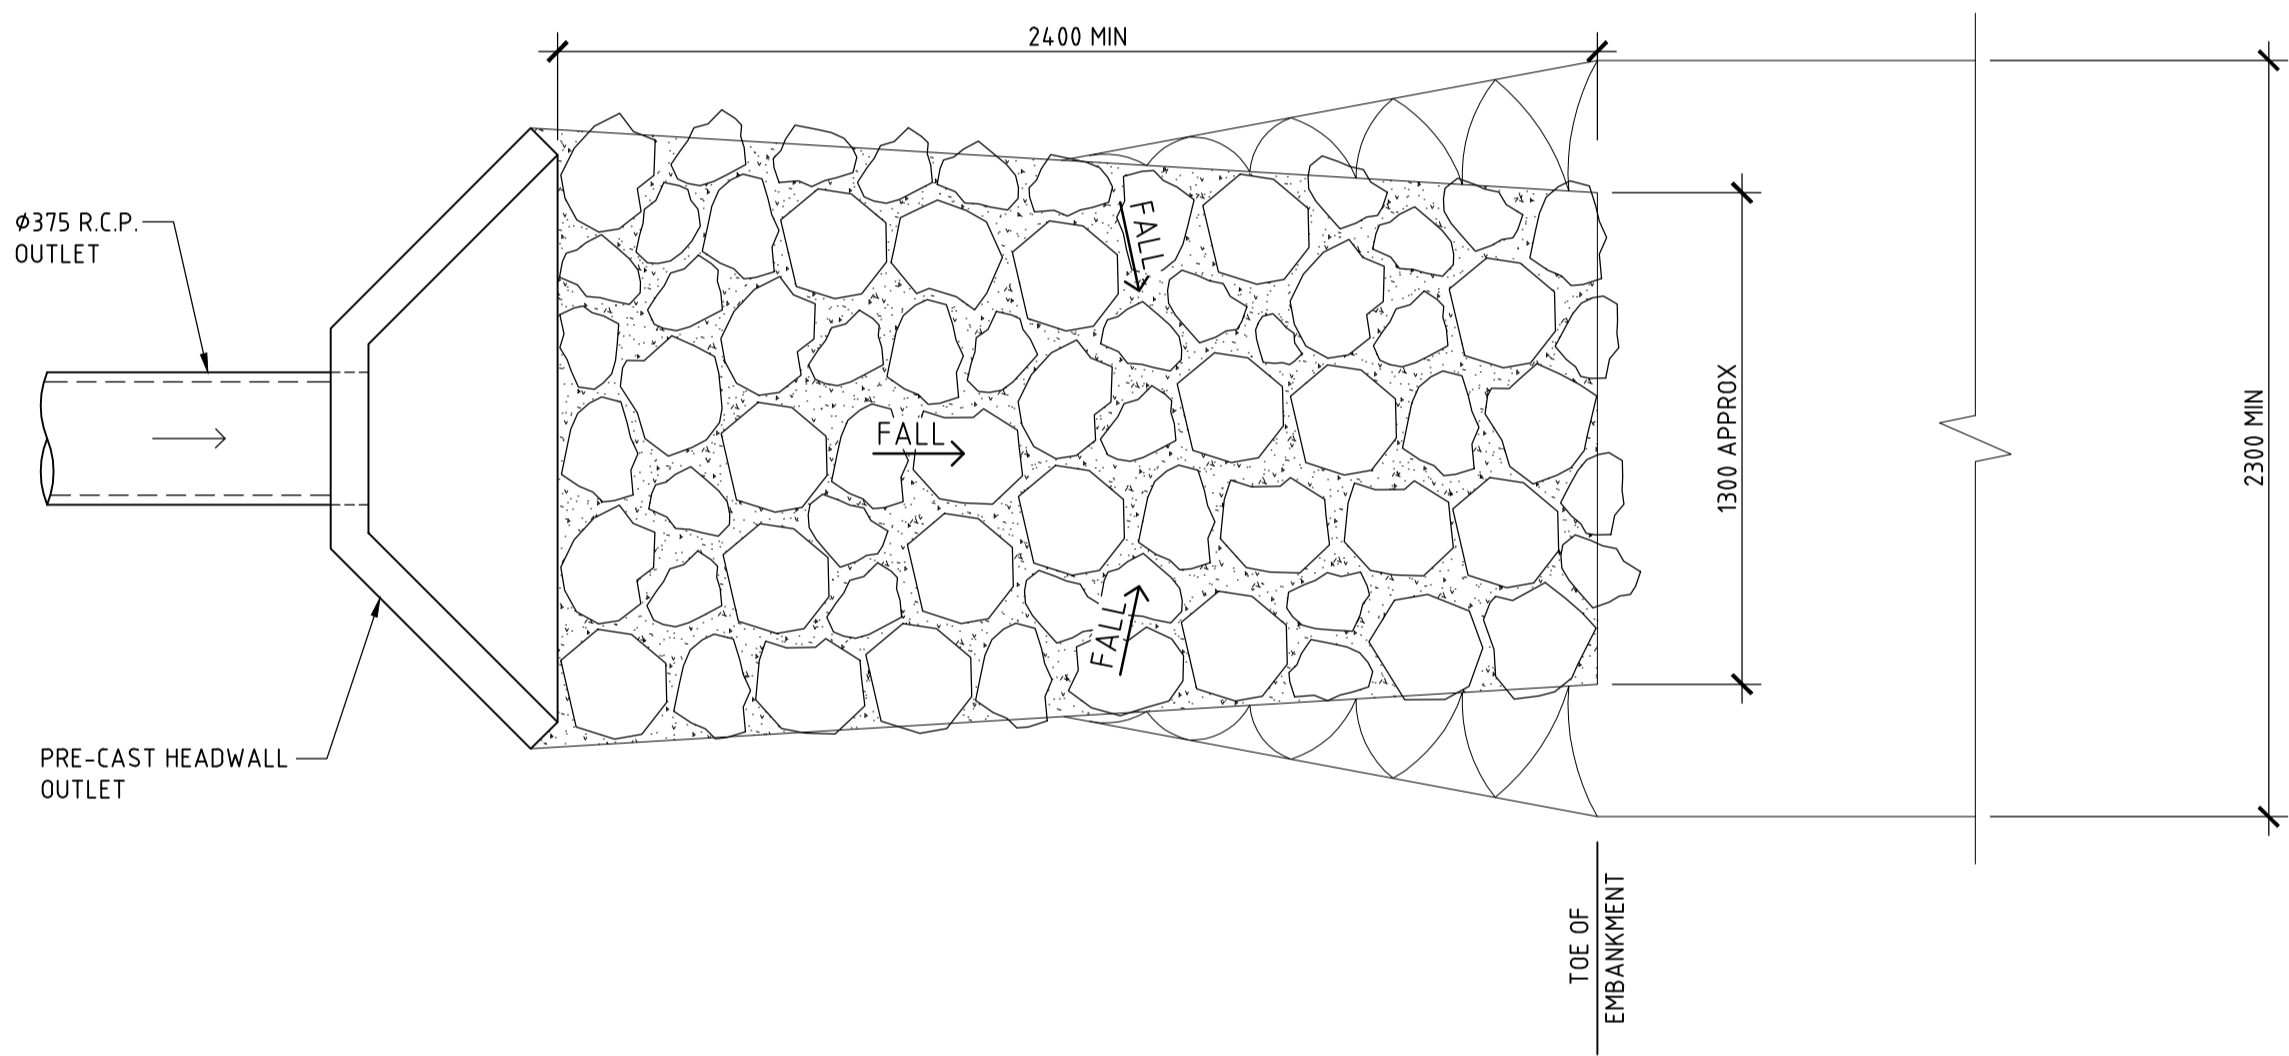 2400 MIN
Ø375 R.C.P.
OUTLET
FALL
FALL
FALL
1300 APPROX
2300 MIN
PRE-CAST HEADWALL
OUTLET
TOE OF
EMBANKMENT